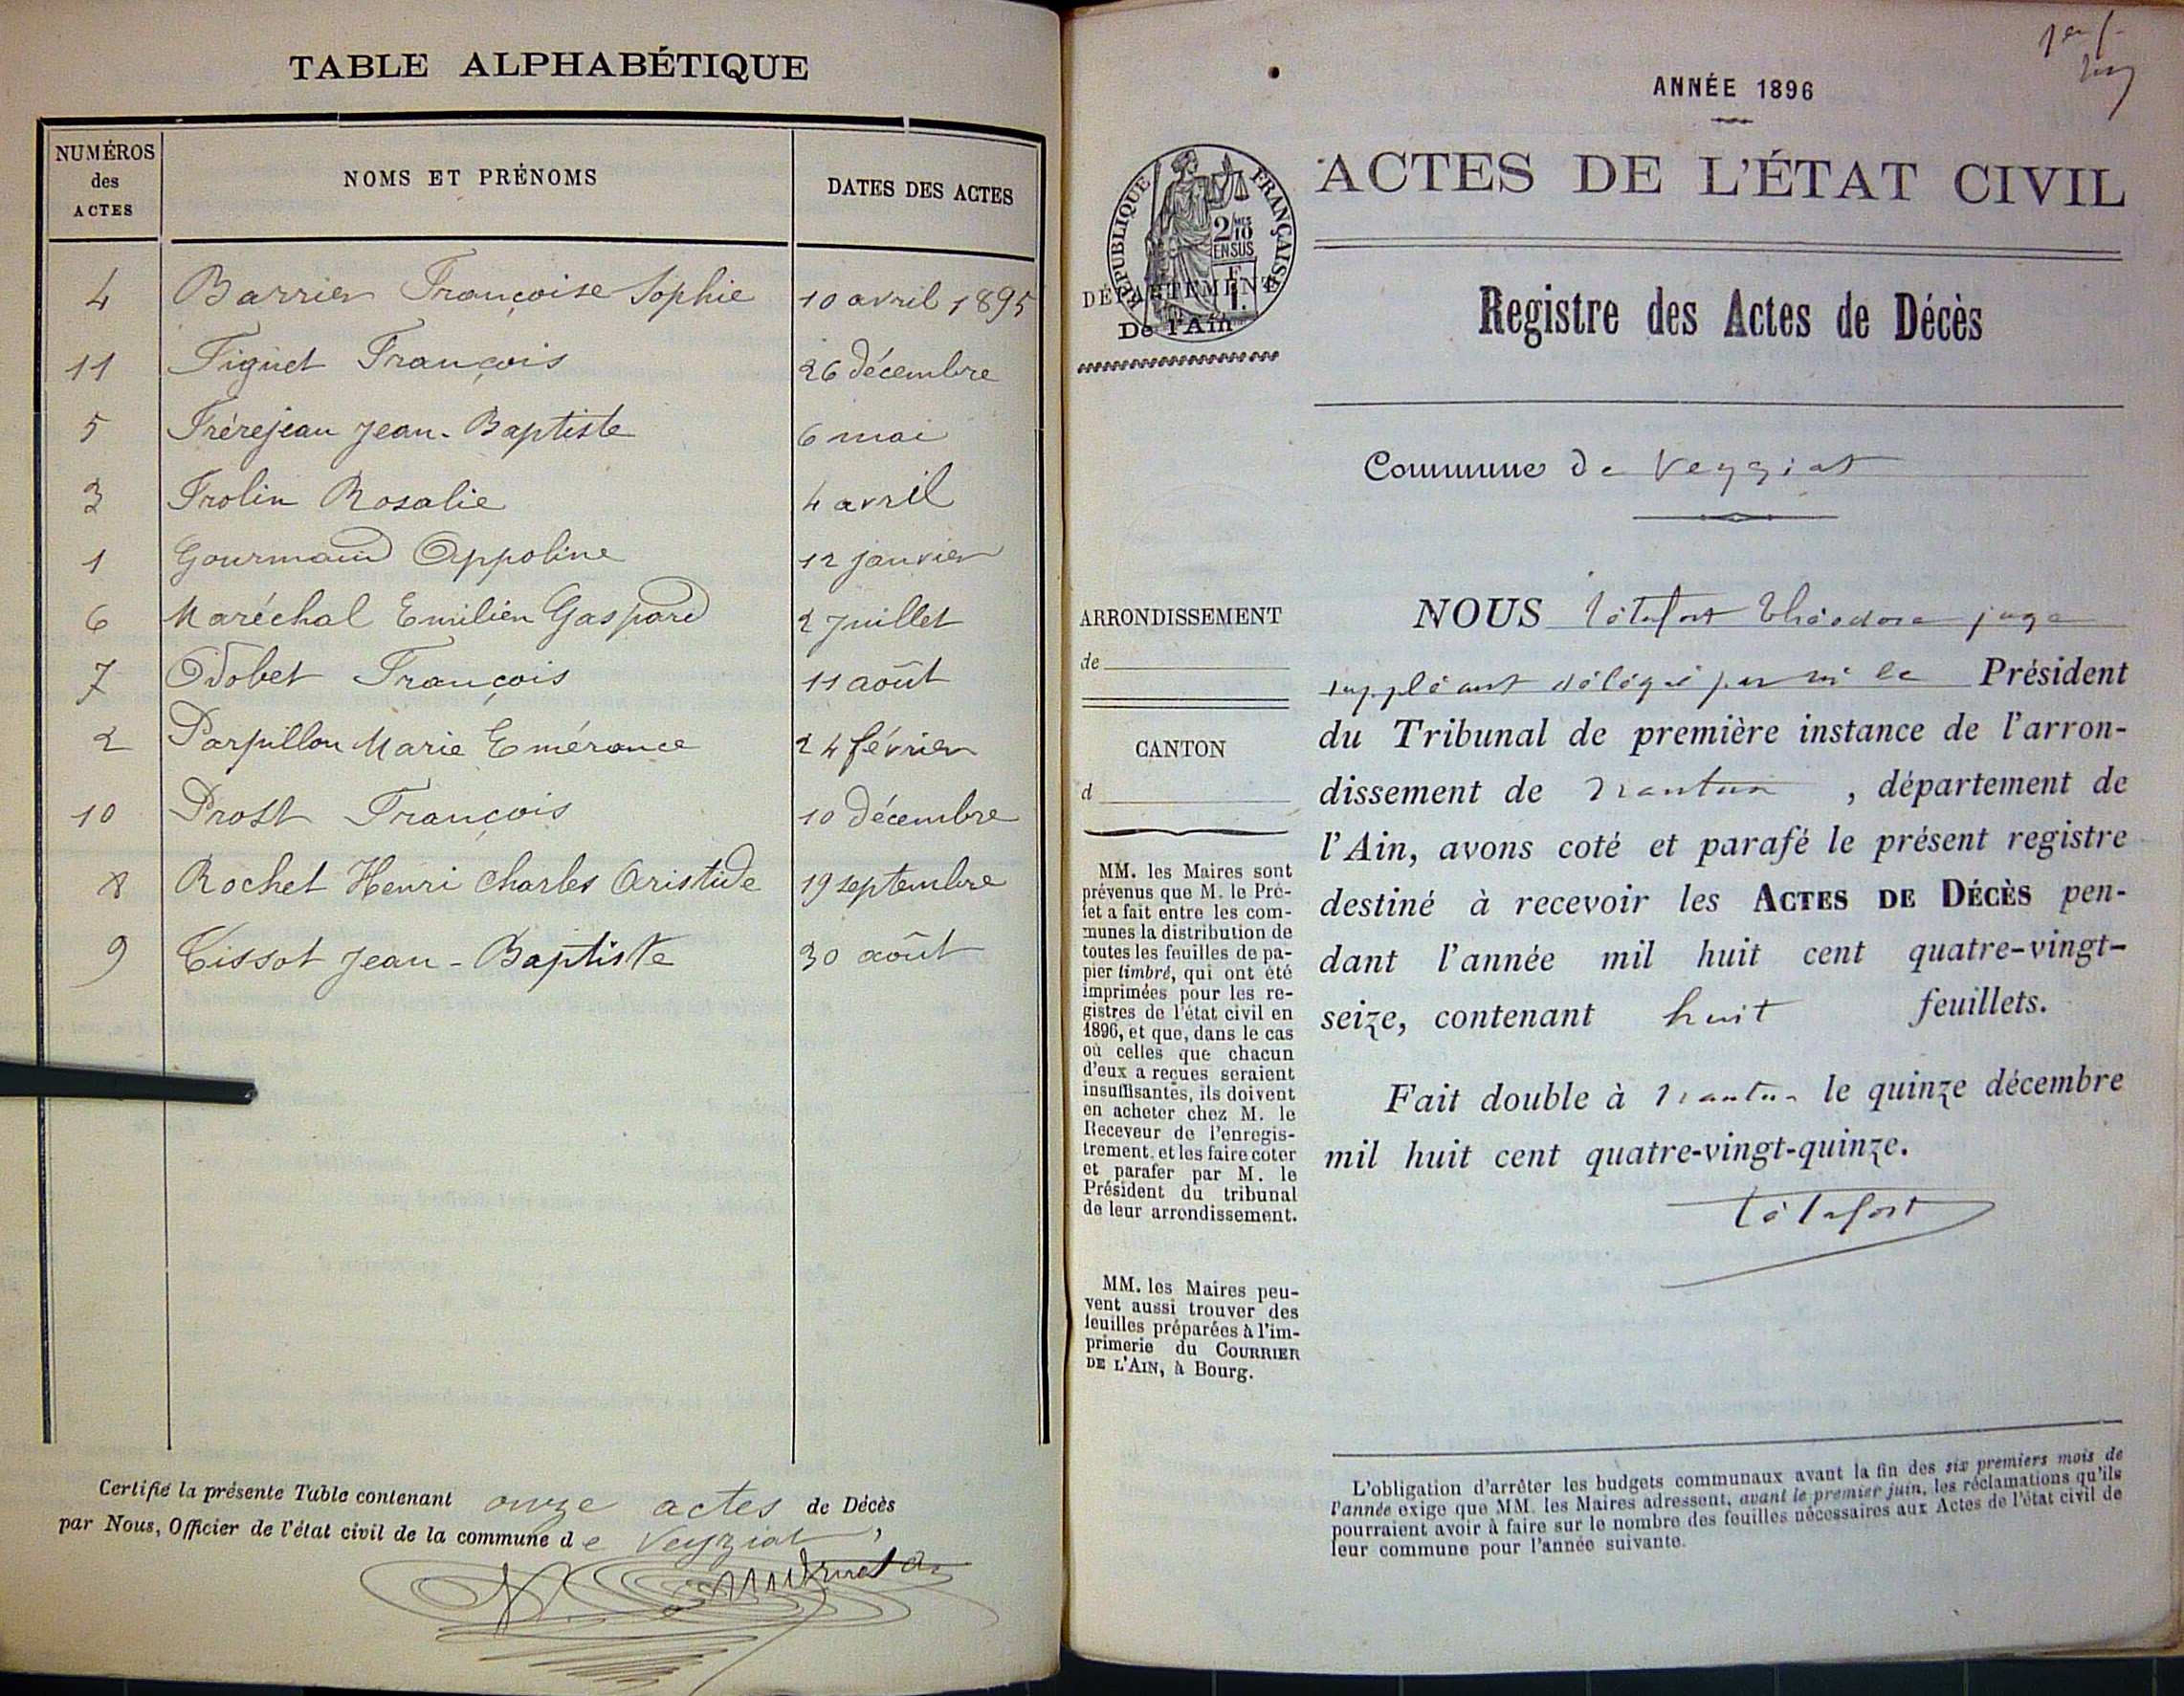 TABLE ALPHABÉTIQUE
NUMÉROS des ACTES NOMS ET PRÉNOMS DATES DES ACTES
4 Barrier Françoise Sophie 10 avril 1895
11 Figuet François 26 décembre
5 Frérejean Jean-Baptiste 6 mai
3 Frolin Rosalie 4 avril
1 Gourmand Appoline 12 janvier
6 Maréchal Emilien Gaspard 2 Juillet
7 Odobet François 11 août
2 Parpillon Marie Emérance 24 février
10 Prost François 10 décembre
8 Rochet Henri Charles Aristide 19 septembre
9 Tissot Jean-Baptiste 30 août
Certifié la présente Table contenant onze actes de Décès
par Nous, Officier de l'état civil de la commune de Veyziat,
1er f.
ANNÉE 1896
RÉPUBLIQUE FRANÇAISE
2/10 MES
EN SUS
DÉPARTEMENT
De l'Ain
ACTES DE L'ÉTAT CIVIL
Registre des Actes de Décès
Commune de Veyziat
ARRONDISSEMENT
de
CANTON
d
MM. les Maires sont
prévenus que M. le Pré-
fet a fait entre les com-
munes la distribution de
toutes les feuilles de pa-
pier timbré, qui ont été
imprimées pour les re-
gistres de l'état civil en
1896, et que, dans le cas
où celles que chacun
d'eux a reçues seraient
insuffisantes, ils doivent
en acheter chez M. le
Receveur de l'enregis-
trement, et les faire coter
et parafer par M. le
Président du tribunal
de leur arrondissement.
MM. les Maires peu-
vent aussi trouver des
feuilles préparées à l'im-
primerie du COURRIER
DE L'AIN, à Bourg.
NOUS Tétafort Théodore juge
suppléant délégué par M. le Président
du Tribunal de première instance de l'arron-
dissement de Nantua, département de
l'Ain, avons coté et parafé le présent registre
destiné à recevoir les ACTES DE DÉCÈS pen-
dant l'année mil huit cent quatre-vingt-
seize, contenant huit feuillets.
Fait double à Nantua le quinze décembre
mil huit cent quatre-vingt-quinze.
Tétafort
L'obligation d'arrêter les budgets communaux avant la fin des six premiers mois de
l'année exige que MM. les Maires adressent, avant le premier juin, les réclamations qu'ils
pourraient avoir à faire sur le nombre des feuilles nécessaires aux Actes de l'état civil de
leur commune pour l'année suivante.